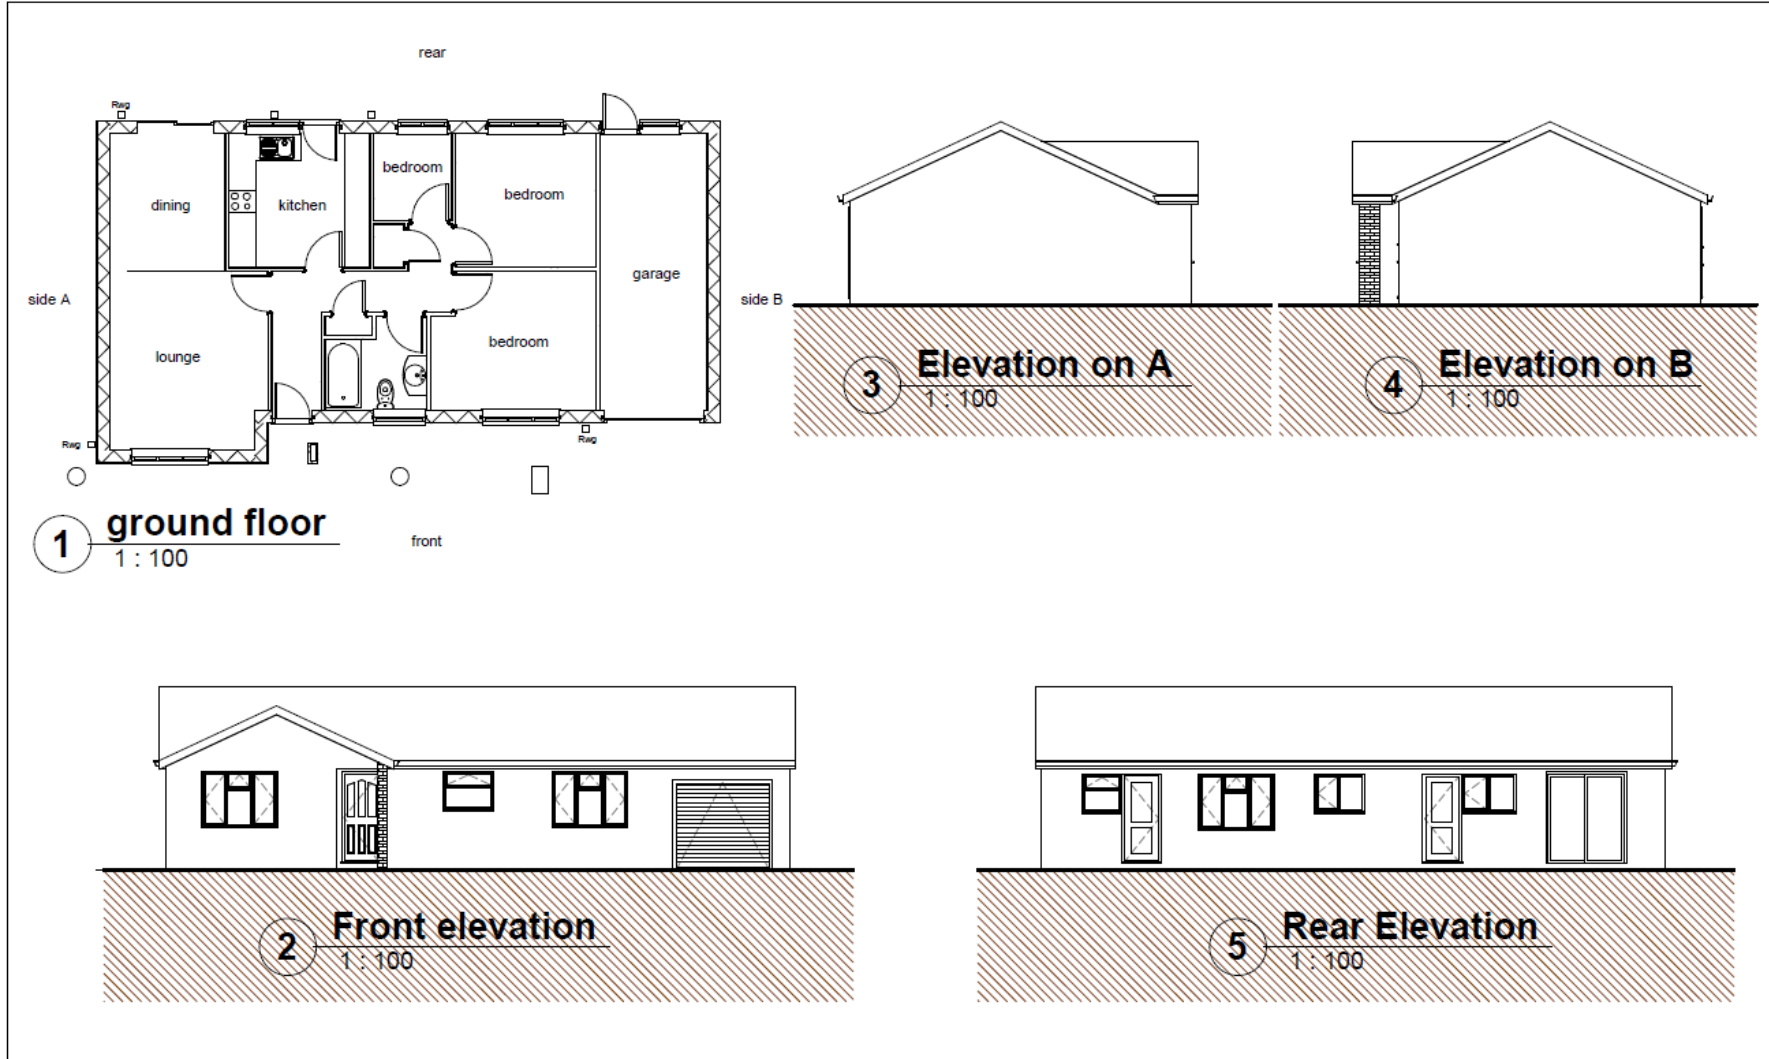 rear
Rwg
bedroom
bedroom
dining
kitchen
garage
side A
side B
lounge
bedroom
Rwg
Rwg
1
ground floor
1 : 100
front
3
Elevation on A
1 : 100
4
Elevation on B
1 : 100
2
Front elevation
1 : 100
5
Rear Elevation
1 : 100